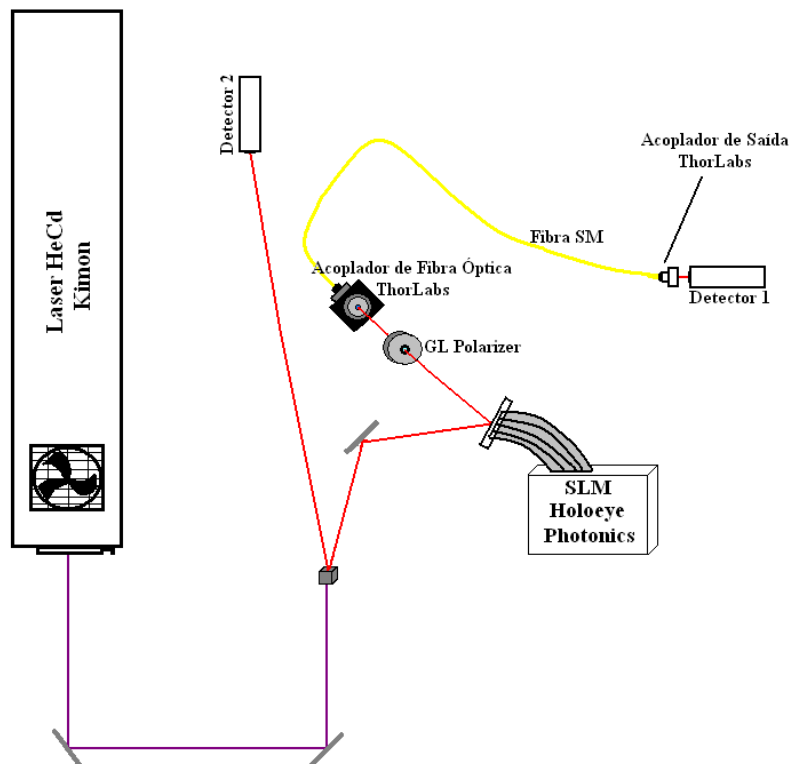 Laser HeCd
Kimon
Detector 2
Acoplador de Saída
ThorLabs
Fibra SM
Detector 1
Acoplador de Fibra Óptica
ThorLabs
GL Polarizer
SLM
Holoeye
Photonics